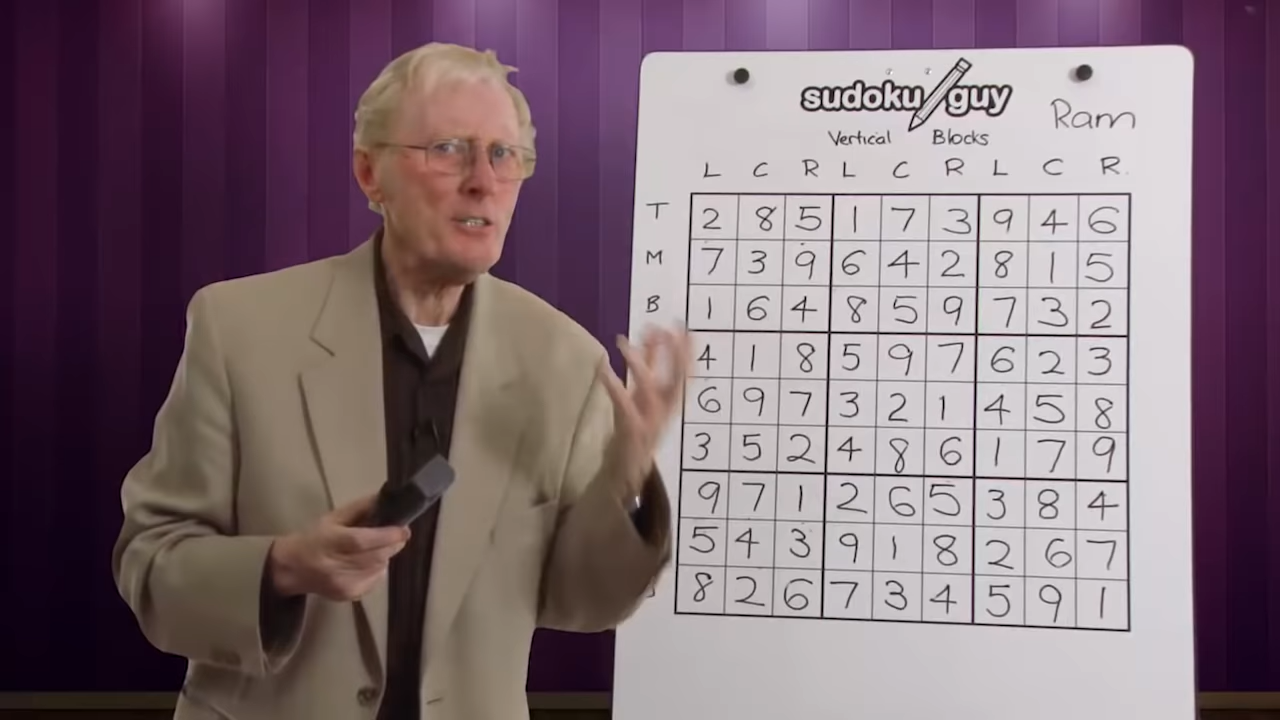 sudoku guy
Ram
Vertical Blocks
L C R L C R L C R.
T 2 8 5 1 7 3 9 4 6
M 7 3 9 6 4 2 8 1 5
B 1 6 4 8 5 9 7 3 2
4 1 8 5 9 7 6 2 3
6 9 7 3 2 1 4 5 8
3 5 2 4 8 6 1 7 9
9 7 1 2 6 5 3 8 4
5 4 3 9 1 8 2 6 7
8 2 6 7 3 4 5 9 1